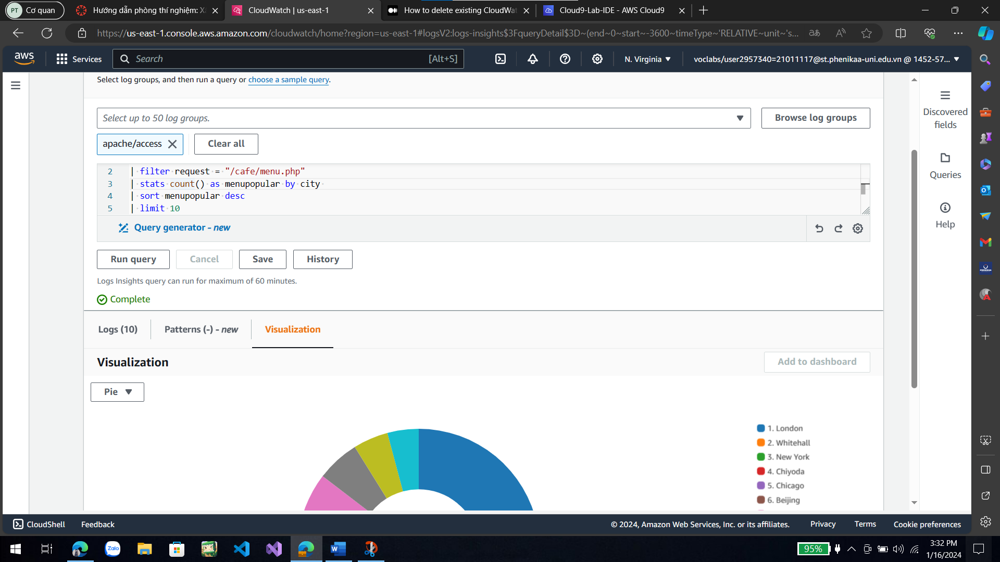 PT Cơ quan
Hướng dẫn phòng thí nghiệm: Xâ
CloudWatch | us-east-1
How to delete existing CloudWat
Cloud9-Lab-IDE - AWS Cloud9
https://us-east-1.console.aws.amazon.com/cloudwatch/home?region=us-east-1#logsV2:logs-insights$3FqueryDetail$3D~(end~0~start~-3600~timeType~'RELATIVE~unit~'s...
aws
Services
Search [Alt+S]
N. Virginia
voclabs/user2957340=21011117@st.phenikaa-uni.edu.vn @ 1452-57...
Select log groups, and then run a query or choose a sample query.
Select up to 50 log groups.
Browse log groups
apache/access
Clear all
2 | filter request = "/cafe/menu.php"
3 | stats count() as menupopular by city
4 | sort menupopular desc
5 | limit 10
Query generator - new
Run query
Cancel
Save
History
Logs Insights query can run for maximum of 60 minutes.
Complete
Logs (10)
Patterns (-) - new
Visualization
Visualization
Add to dashboard
Pie
1. London
2. Whitehall
3. New York
4. Chiyoda
5. Chicago
6. Beijing
Discovered
fields
Queries
Help
CloudShell
Feedback
© 2024, Amazon Web Services, Inc. or its affiliates.
Privacy
Terms
Cookie preferences
Zalo
95%
3:32 PM
1/16/2024